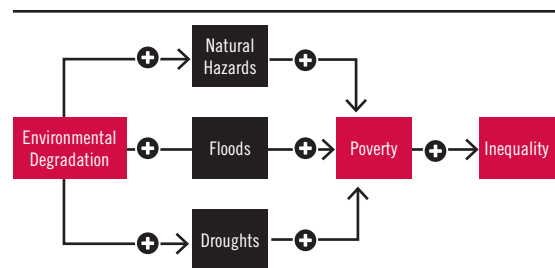 Natural
Hazards
Environmental
Degradation
Floods
Poverty
Inequality
Droughts